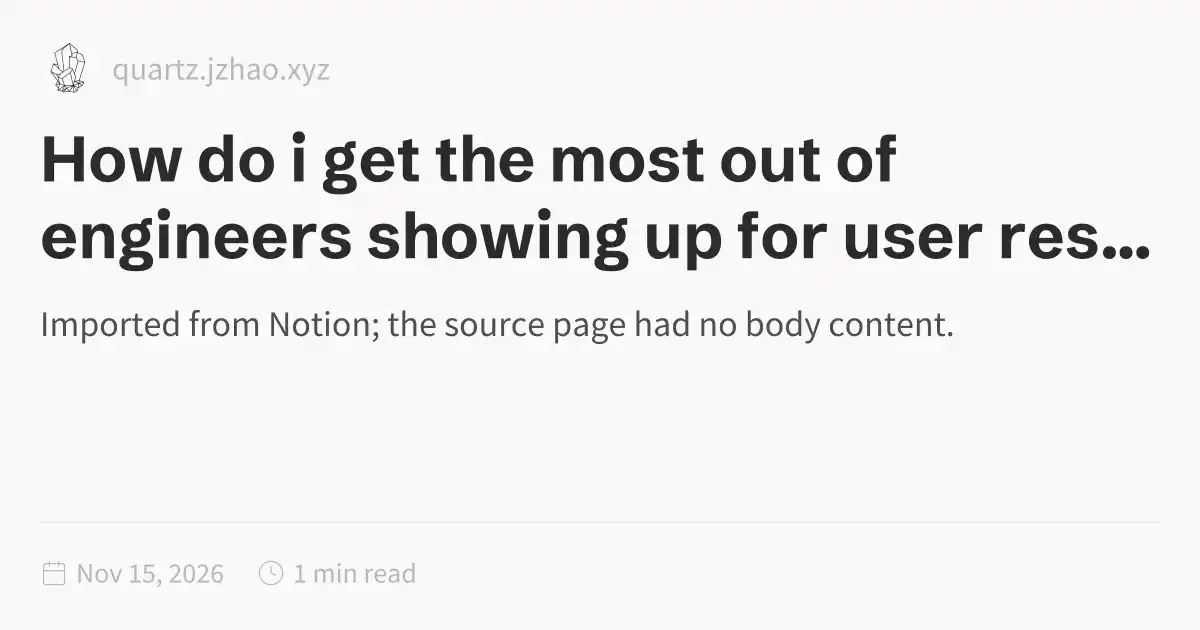 quartz.jzhao.xyz
How do i get the most out of
engineers showing up for user res...
Imported from Notion; the source page had no body content.
Nov 15, 2026 1 min read